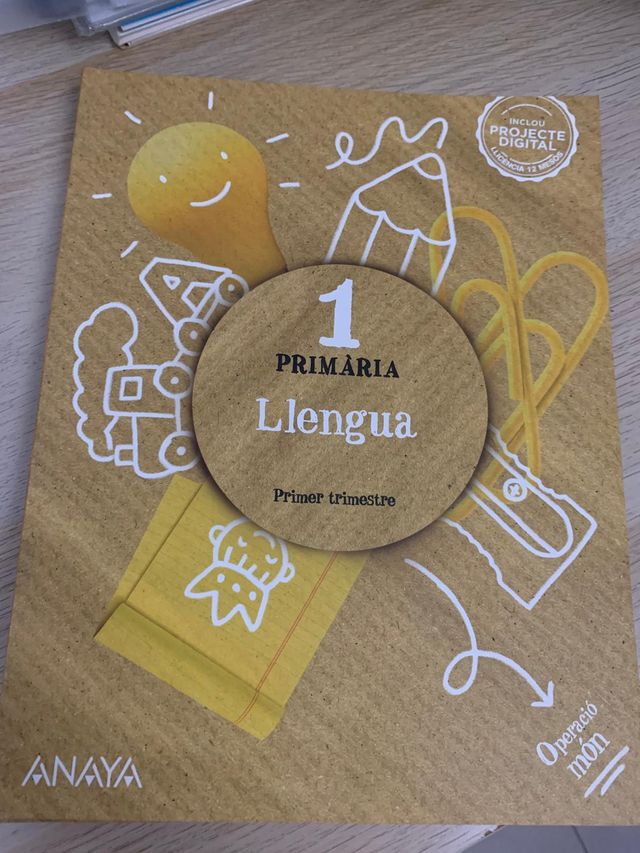 INCLOU
PROJECTE
DIGITAL
LLICÈNCIA 12 MESOS
1
PRIMÀRIA
Llengua
Primer trimestre
Operació
món
ANAYA